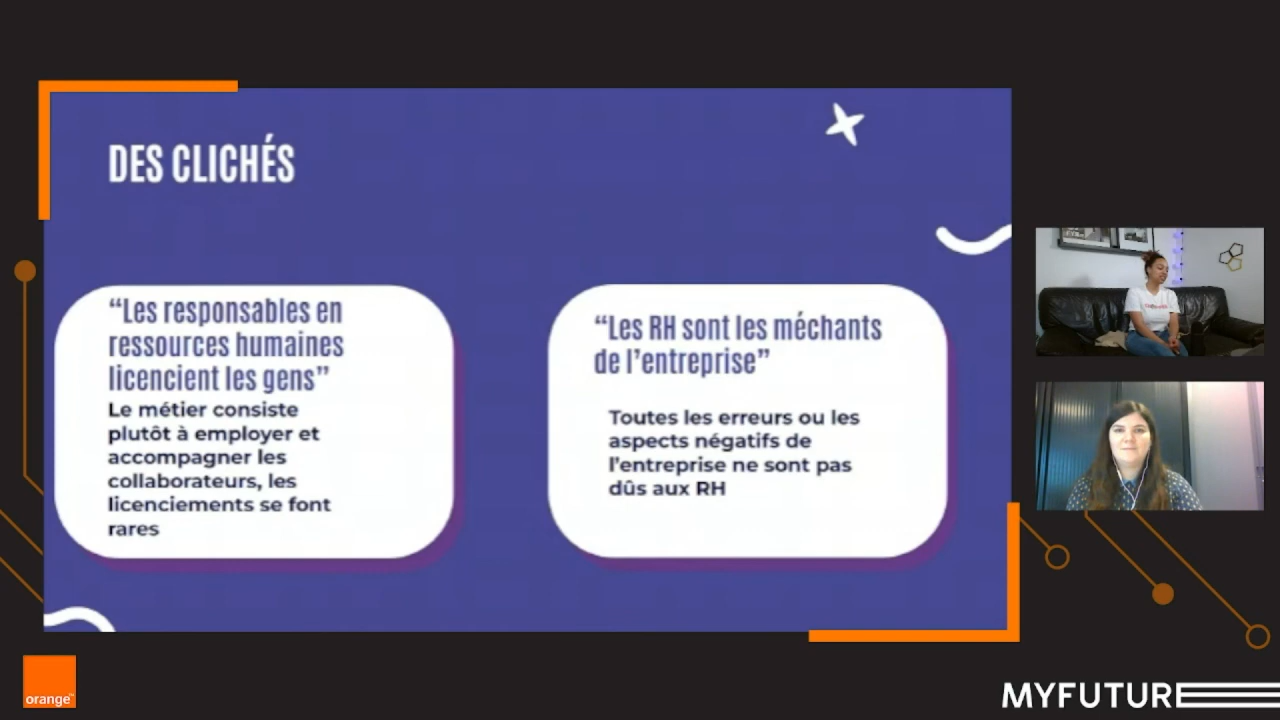 DES CLICHÉS
“Les responsables en
ressources humaines
licencient les gens”
Le métier consiste
plutôt à employer et
accompagner les
collaborateurs, les
licenciements se font
rares
“Les RH sont les méchants
de l’entreprise”
Toutes les erreurs ou les
aspects négatifs de
l’entreprise ne sont pas
dûs aux RH
orange™
MYFUTURE